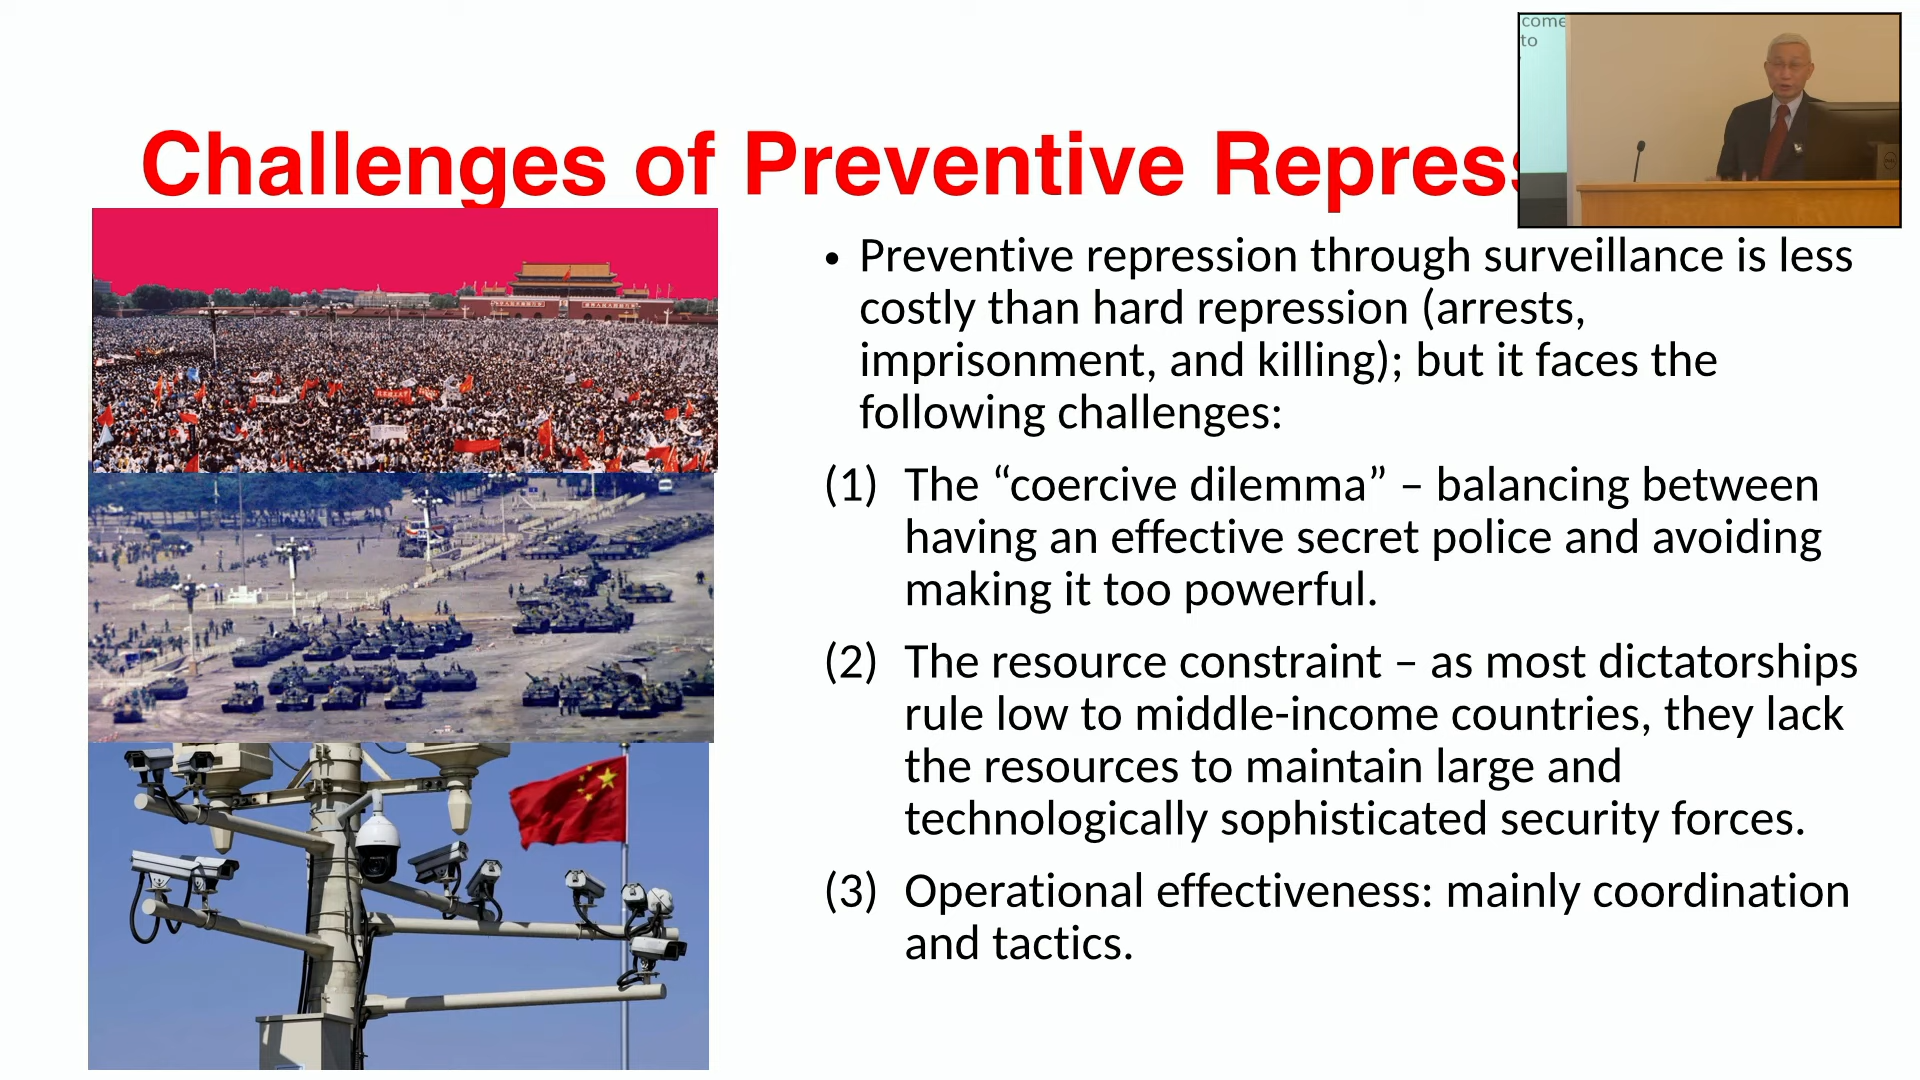 come
to
Challenges of Preventive Repress
• Preventive repression through surveillance is less
costly than hard repression (arrests,
imprisonment, and killing); but it faces the
following challenges:
(1) The “coercive dilemma” – balancing between
having an effective secret police and avoiding
making it too powerful.
(2) The resource constraint – as most dictatorships
rule low to middle-income countries, they lack
the resources to maintain large and
technologically sophisticated security forces.
(3) Operational effectiveness: mainly coordination
and tactics.